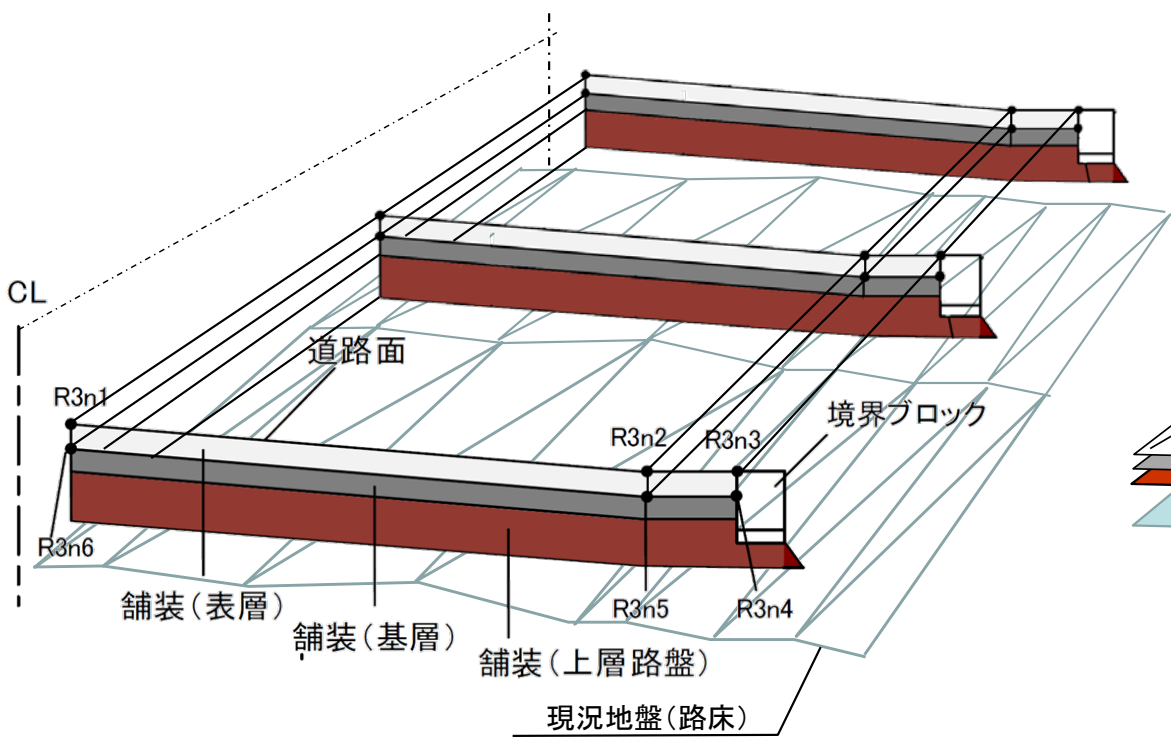 CL
道路面
R3n1
境界ブロック
R3n2
R3n3
R3n6
舗装(表層)
舗装(基層)
R3n5
R3n4
舗装(上層路盤)
現況地盤(路床)